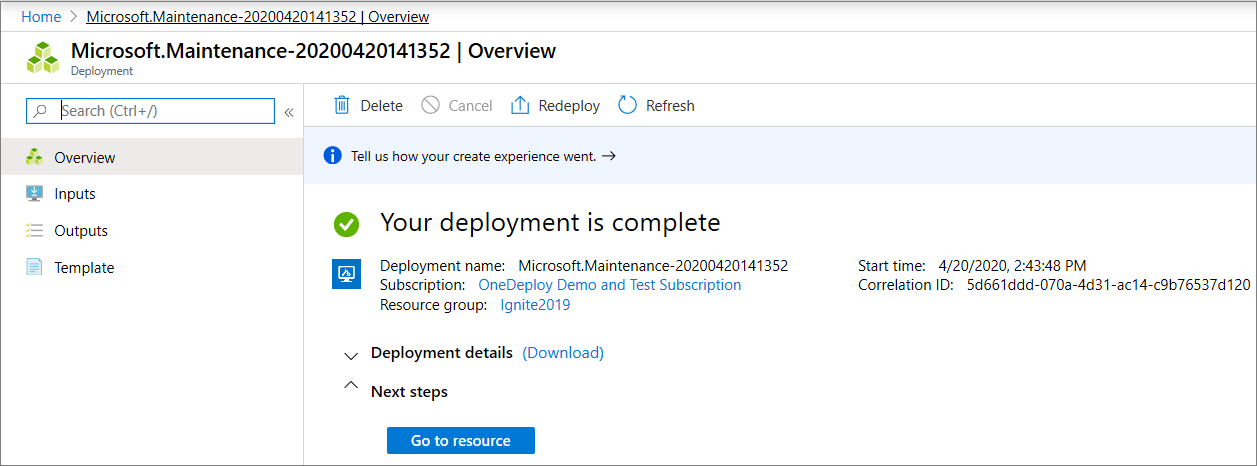 Home > Microsoft.Maintenance-20200420141352 | Overview
Microsoft.Maintenance-20200420141352 | Overview
Deployment
Search (Ctrl+/)
«
Delete
Cancel
Redeploy
Refresh
Overview
Inputs
Outputs
Template
Tell us how your create experience went. →
Your deployment is complete
Deployment name: Microsoft.Maintenance-20200420141352
Subscription: OneDeploy Demo and Test Subscription
Resource group: Ignite2019
Start time: 4/20/2020, 2:43:48 PM
Correlation ID: 5d661ddd-070a-4d31-ac14-c9b76537d120
Deployment details (Download)
Next steps
Go to resource